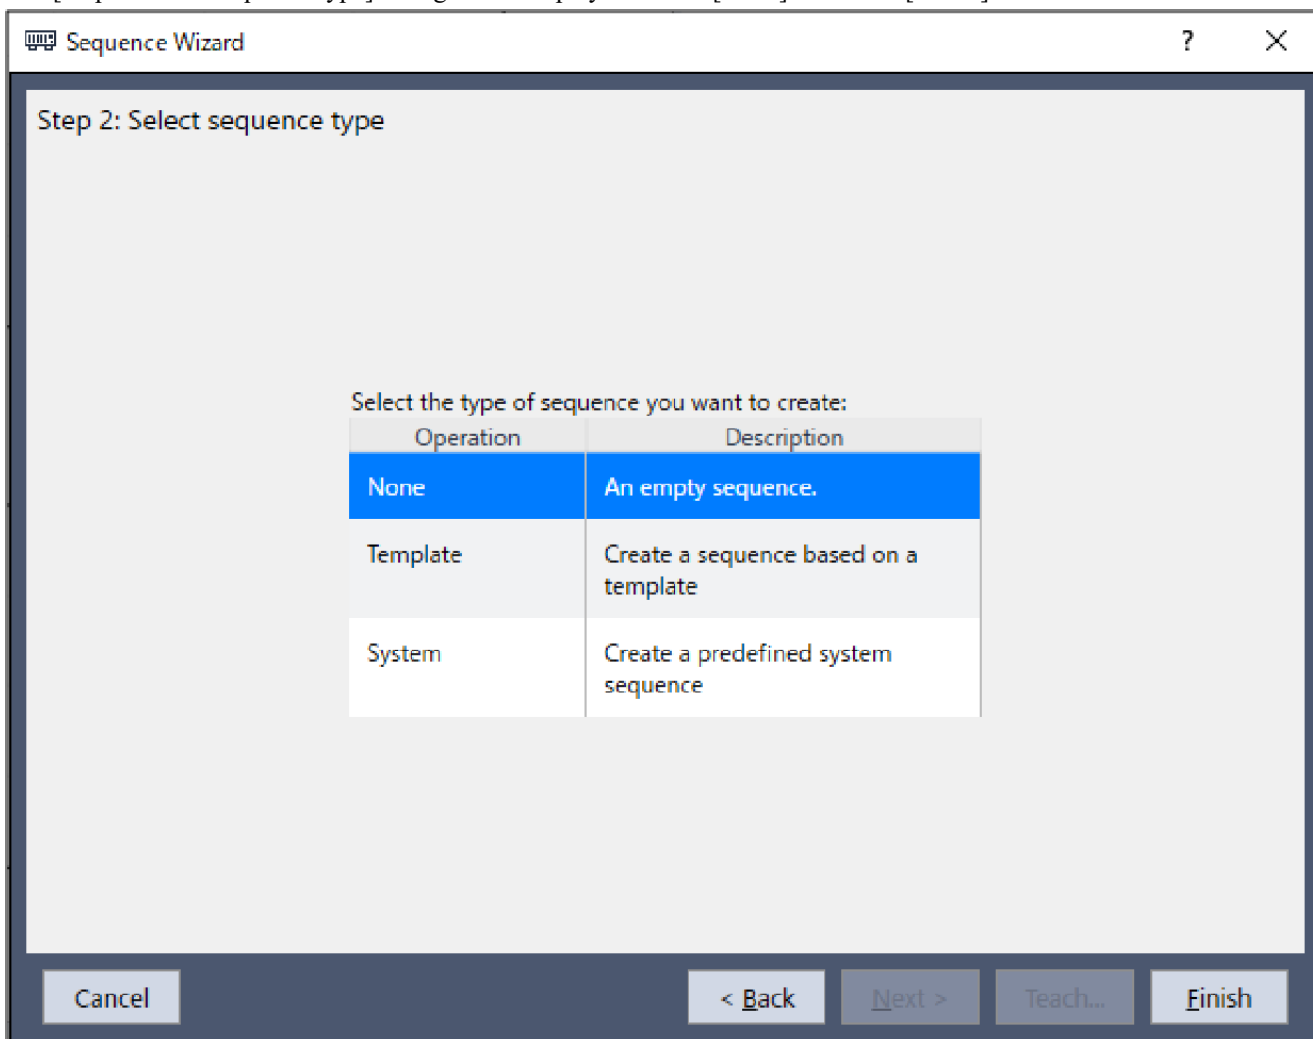 Sequence Wizard
?
Step 2: Select sequence type
Select the type of sequence you want to create:
Operation Description
None An empty sequence.
Template Create a sequence based on a
template
System Create a predefined system
sequence
Cancel < Back Next > Teach... Finish